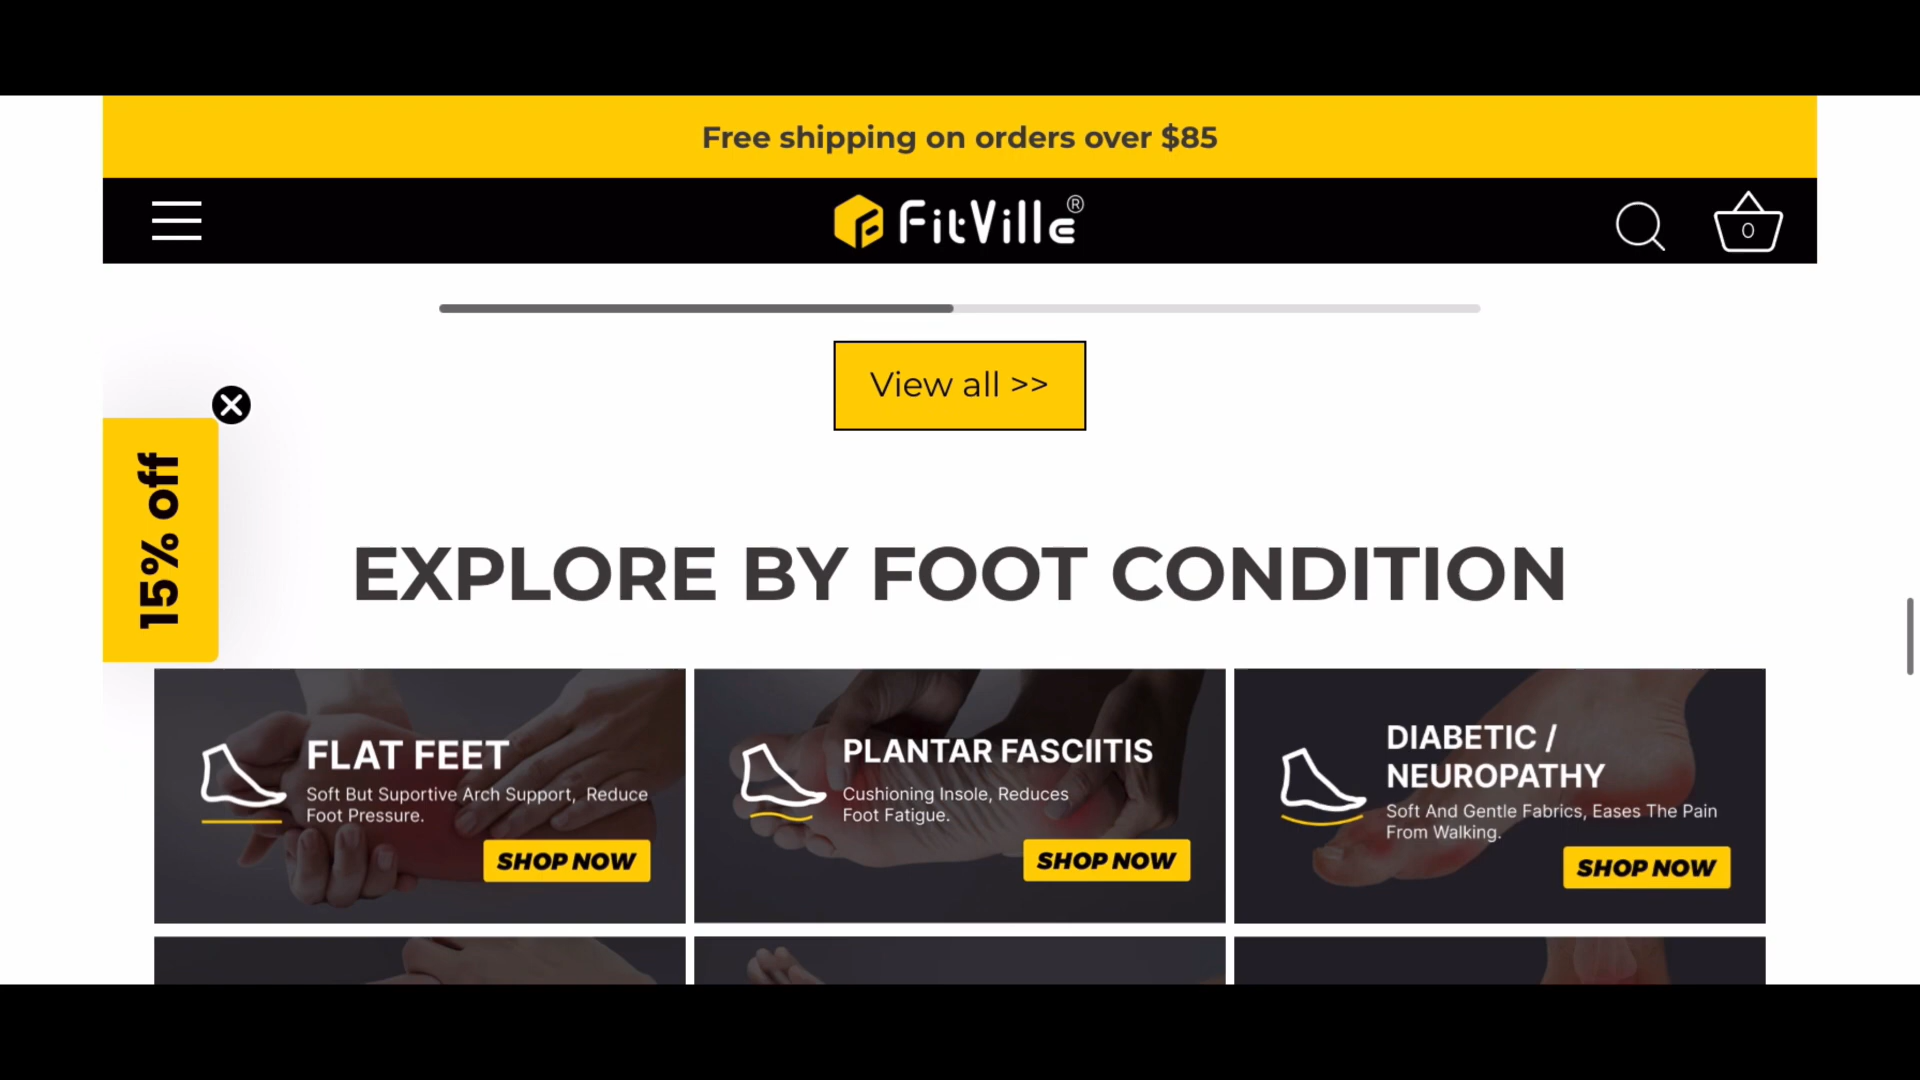 Free shipping on orders over $85
FitVille®
0
View all >>
15% off
EXPLORE BY FOOT CONDITION
FLAT FEET
Soft But Suportive Arch Support, Reduce
Foot Pressure.
SHOP NOW
PLANTAR FASCIITIS
Cushioning Insole, Reduces
Foot Fatigue.
SHOP NOW
DIABETIC /
NEUROPATHY
Soft And Gentle Fabrics, Eases The Pain
From Walking.
SHOP NOW